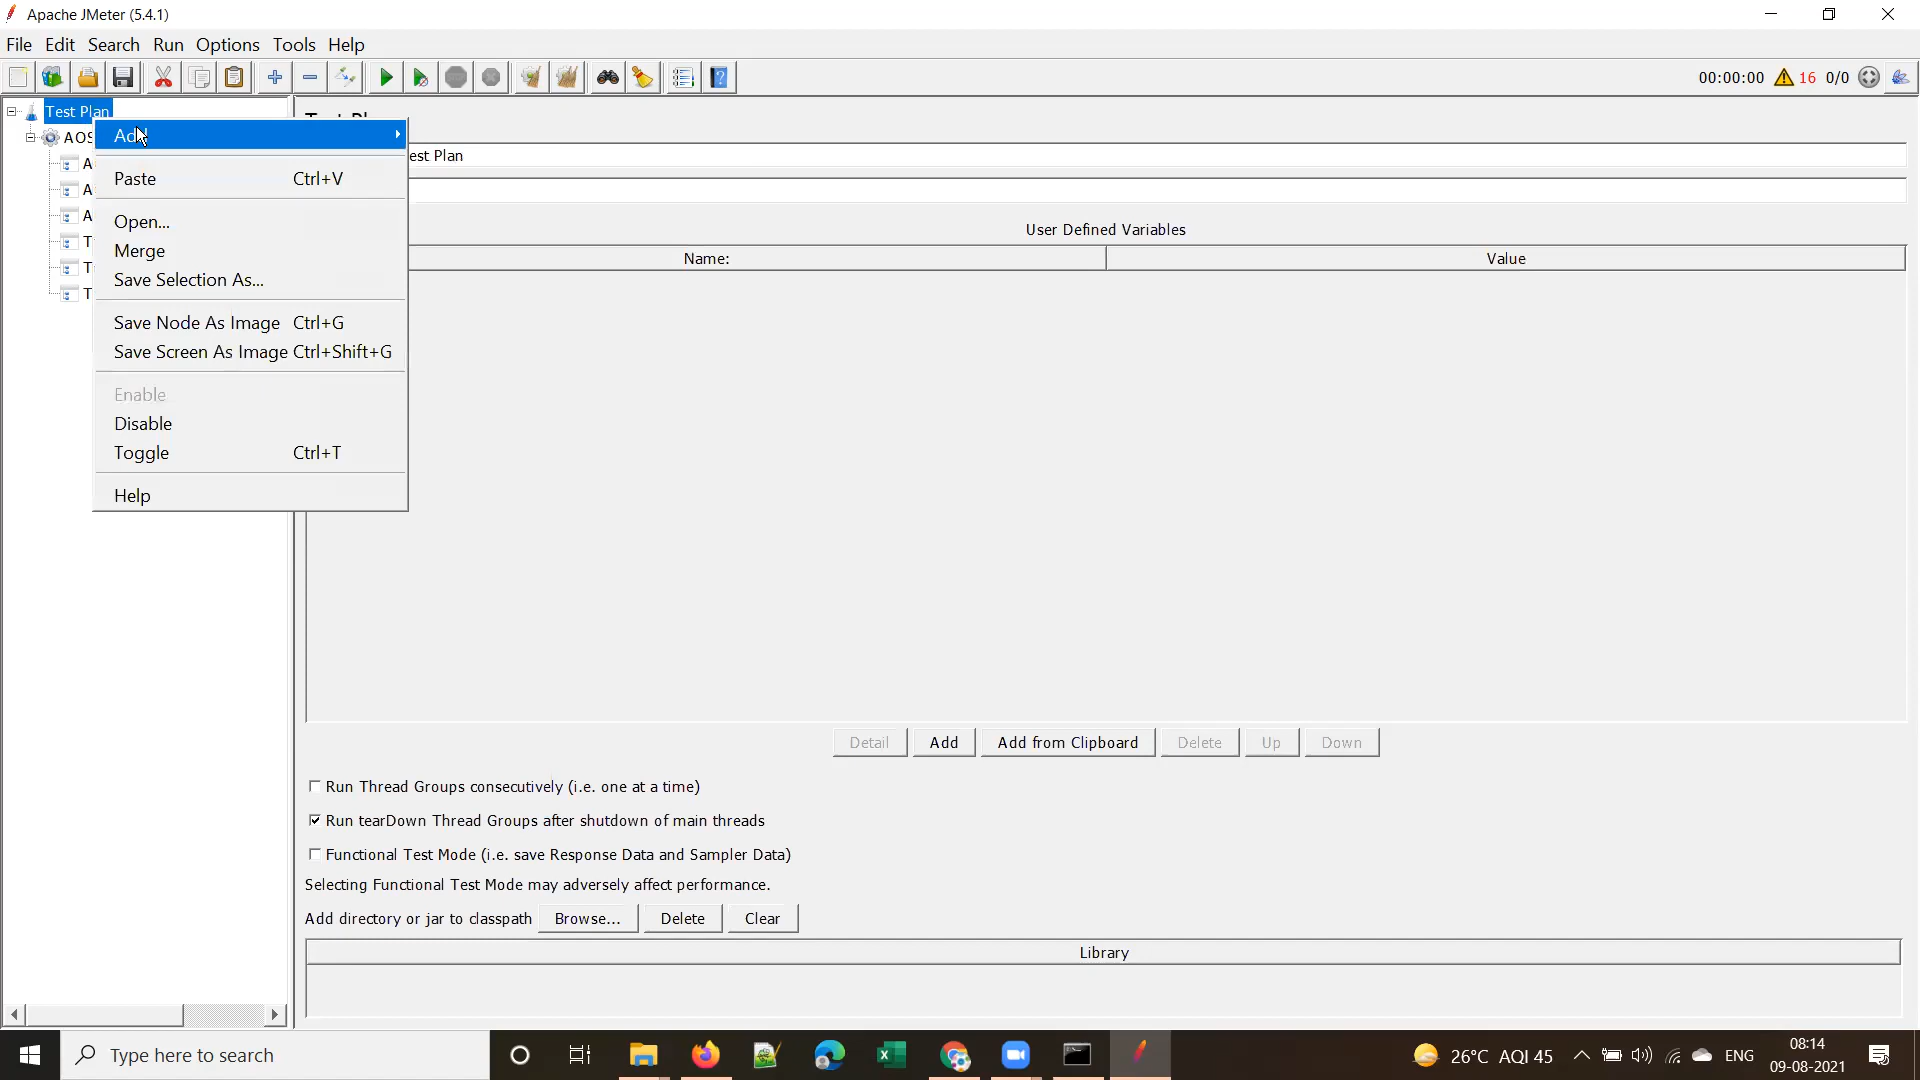 Apache JMeter (5.4.1)
File Edit Search Run Options Tools Help
00:00:00 16 0/0
Test Plan
AOS
A
A
A
T
T
T
Add
Paste Ctrl+V
Open...
Merge
Save Selection As...
Save Node As Image Ctrl+G
Save Screen As Image Ctrl+Shift+G
Enable
Disable
Toggle Ctrl+T
Help
est Plan
User Defined Variables
Name: Value
Detail Add Add from Clipboard Delete Up Down
Run Thread Groups consecutively (i.e. one at a time)
Run tearDown Thread Groups after shutdown of main threads
Functional Test Mode (i.e. save Response Data and Sampler Data)
Selecting Functional Test Mode may adversely affect performance.
Add directory or jar to classpath Browse... Delete Clear
Library
Type here to search
26°C AQI 45 ENG
08:14
09-08-2021